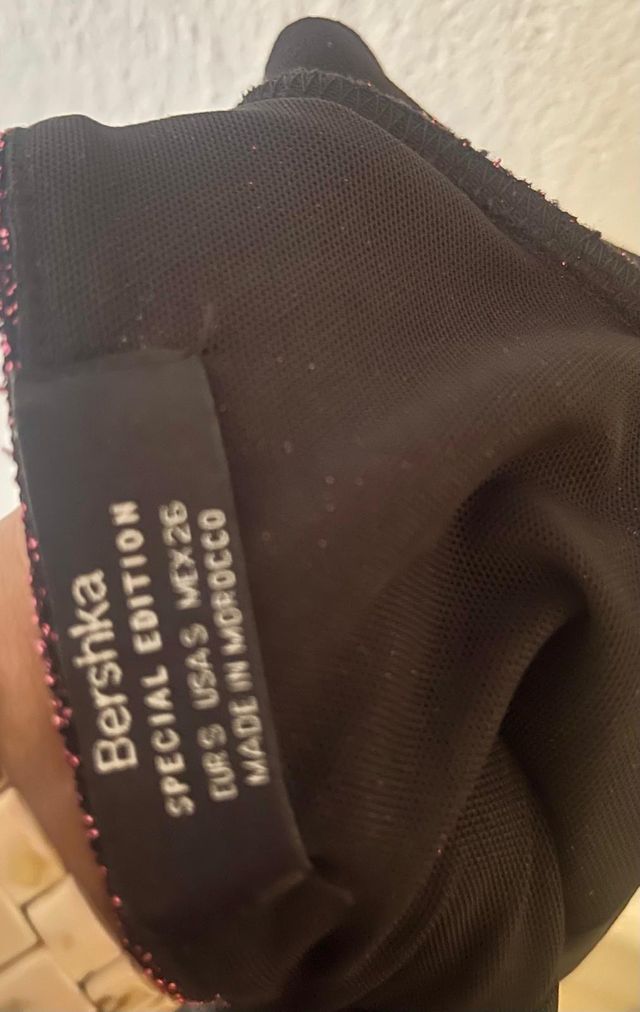 Bershka
SPECIAL EDITION
EUR S USA S MEX 26
MADE IN MOROCCO